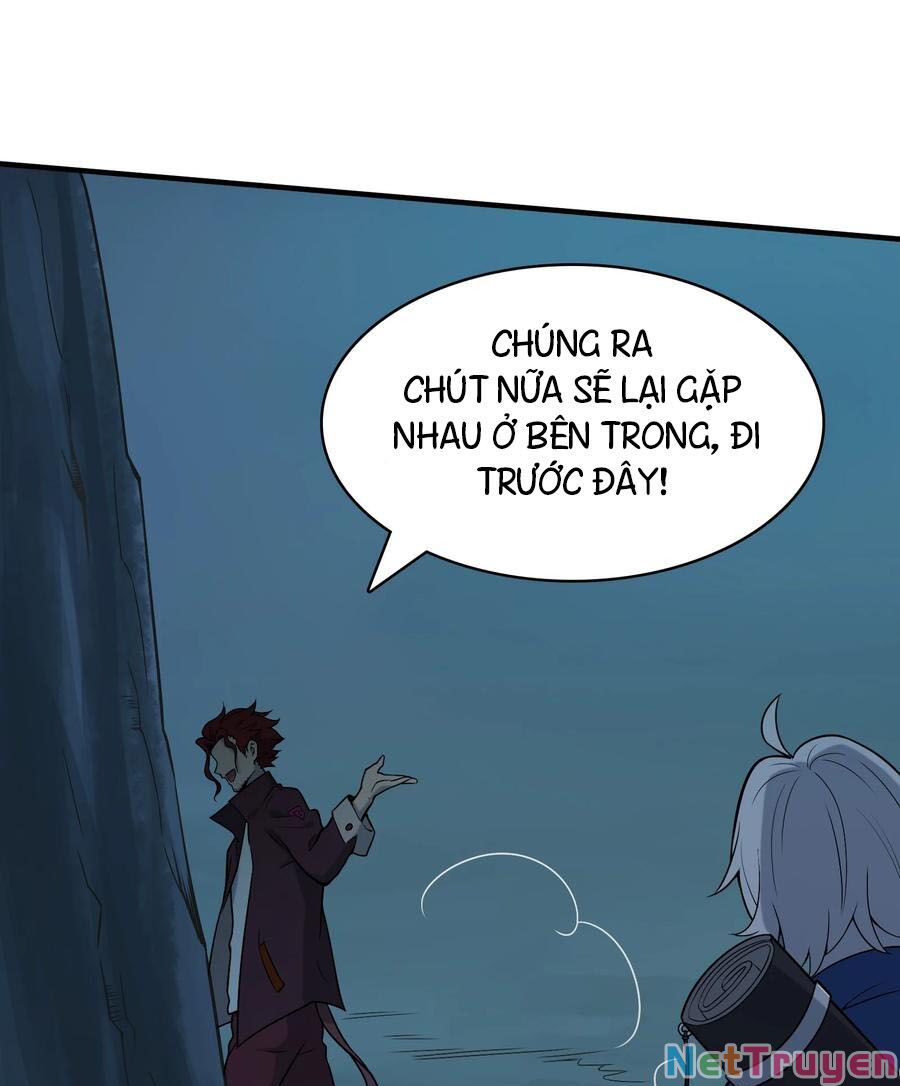 CHÚNG RA
CHÚT NỮA SẼ LẠI GẶP
NHAU Ở BÊN TRONG, ĐI
TRƯỚC ĐÂY!
NetTruyen